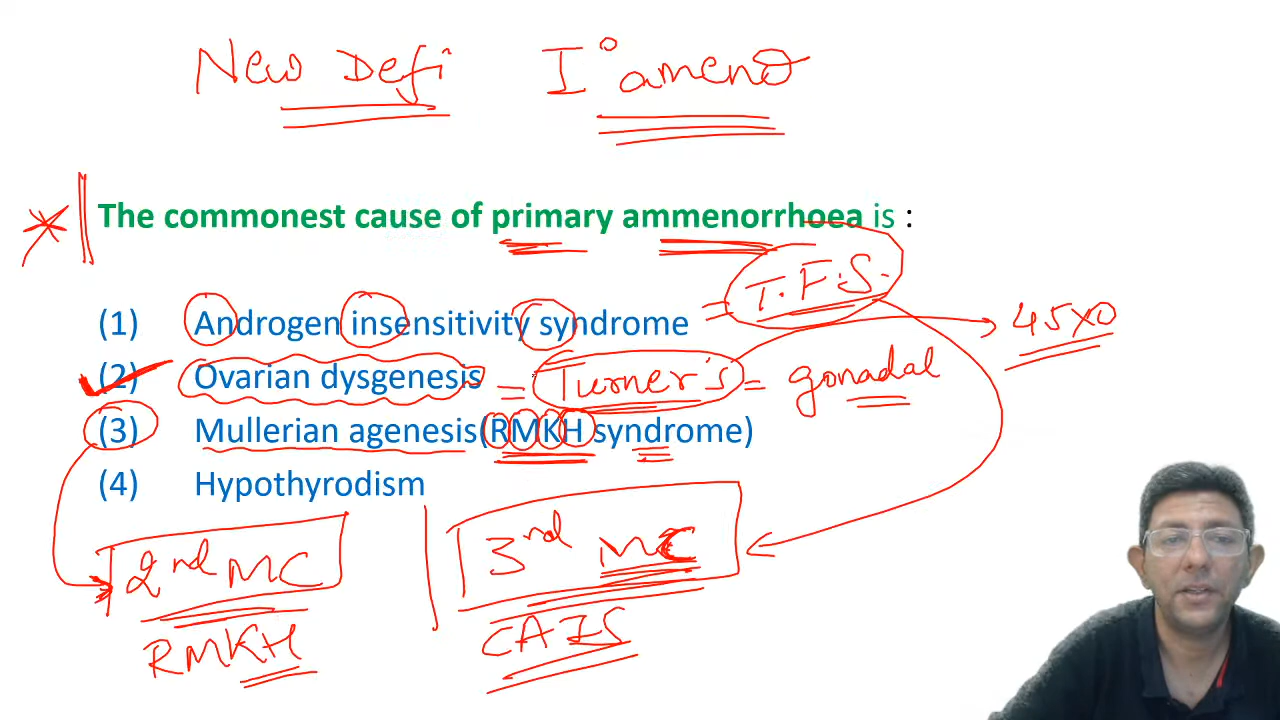 New Defi I° ameno
The commonest cause of primary ammenorrhoea is :
= T.F.S.
(1) Androgen insensitivity syndrome
45XO
(2) Ovarian dysgenesis = Turner's = gonadal
(3) Mullerian agenesis(RMKH syndrome)
(4) Hypothyrodism
2nd MC
3rd MC
RMKH
CAIS